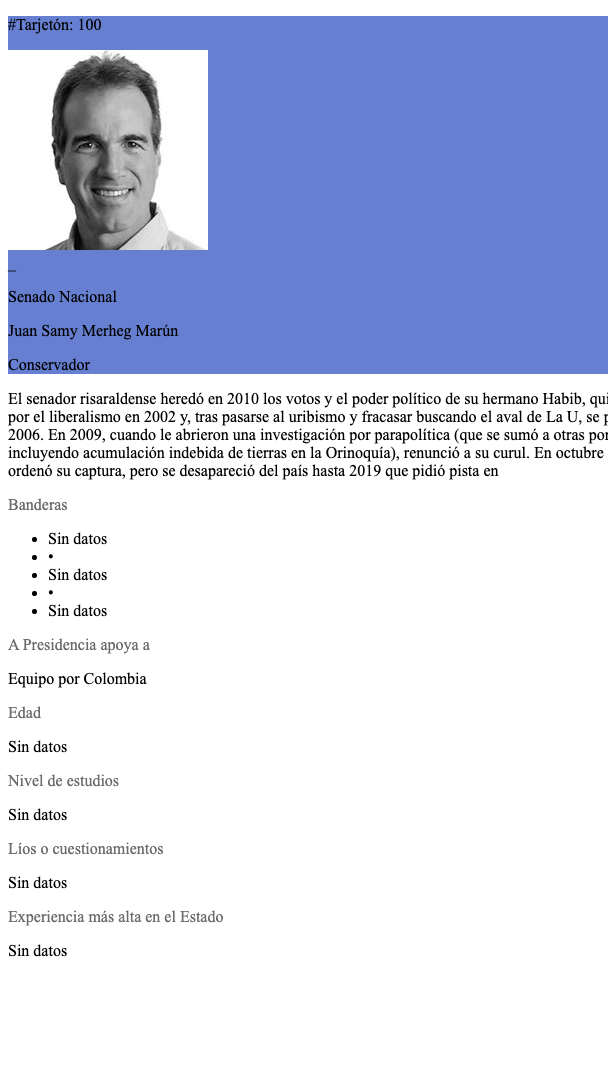 #Tarjetón: 100
_
Senado Nacional
Juan Samy Merheg Marún
Conservador
El senador risaraldense heredó en 2010 los votos y el poder político de su hermano Habib, qui
por el liberalismo en 2002 y, tras pasarse al uribismo y fracasar buscando el aval de La U, se p
2006. En 2009, cuando le abrieron una investigación por parapolítica (que se sumó a otras por
incluyendo acumulación indebida de tierras en la Orinoquía), renunció a su curul. En octubre
ordenó su captura, pero se desapareció del país hasta 2019 que pidió pista en
Banderas
• Sin datos
• •
• Sin datos
• •
• Sin datos
A Presidencia apoya a
Equipo por Colombia
Edad
Sin datos
Nivel de estudios
Sin datos
Líos o cuestionamientos
Sin datos
Experiencia más alta en el Estado
Sin datos